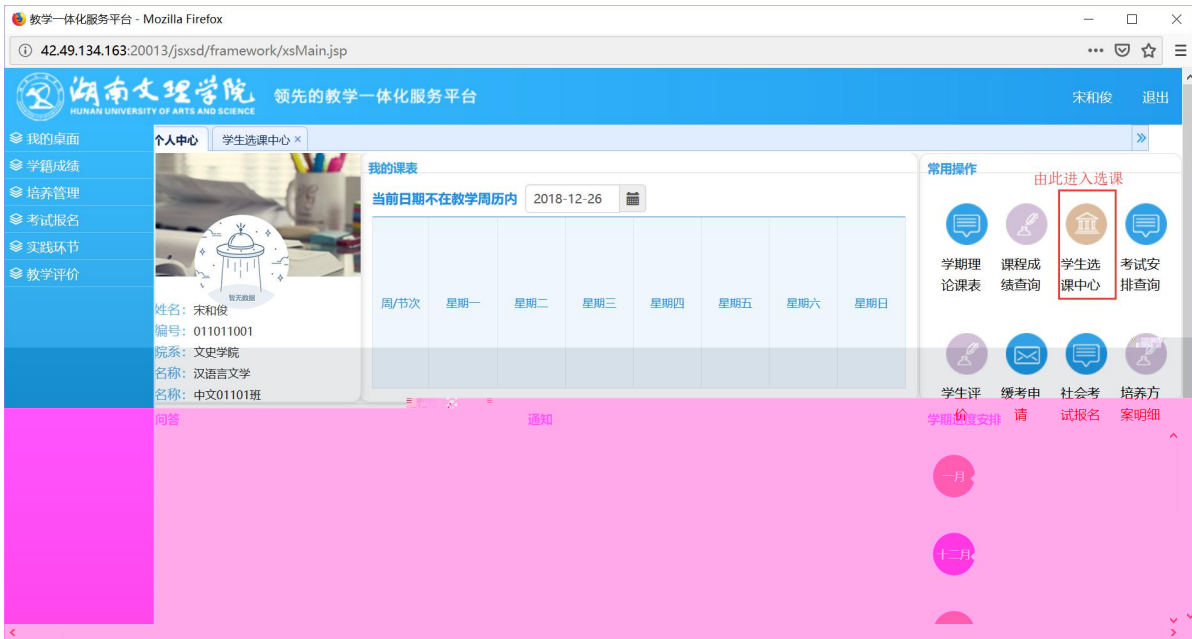 教学一体化服务平台 - Mozilla Firefox
42.49.134.163:20013/jsxsd/framework/xsMain.jsp
湖南文理学院
HUNAN UNIVERSITY OF ARTS AND SCIENCE
领先的教学一体化服务平台
宋和俊 退出
我的桌面
学籍成绩
培养管理
考试报名
实践环节
教学评价
个人中心 学生选课中心 ×
暂无数据
姓名：宋和俊
编号：011011001
院系：文史学院
名称：汉语言文学
名称：中文01101班
我的课表
当前日期不在教学周历内 2018-12-26
周/节次 星期一 星期二 星期三 星期四 星期五 星期六 星期日
常用操作
由此进入选课
学期理论课表
课程成绩查询
学生选课中心
考试安排查询
学生评价
缓考申请
社会考试报名
培养方案明细
问答
通知
学期进度安排
一月
十二月